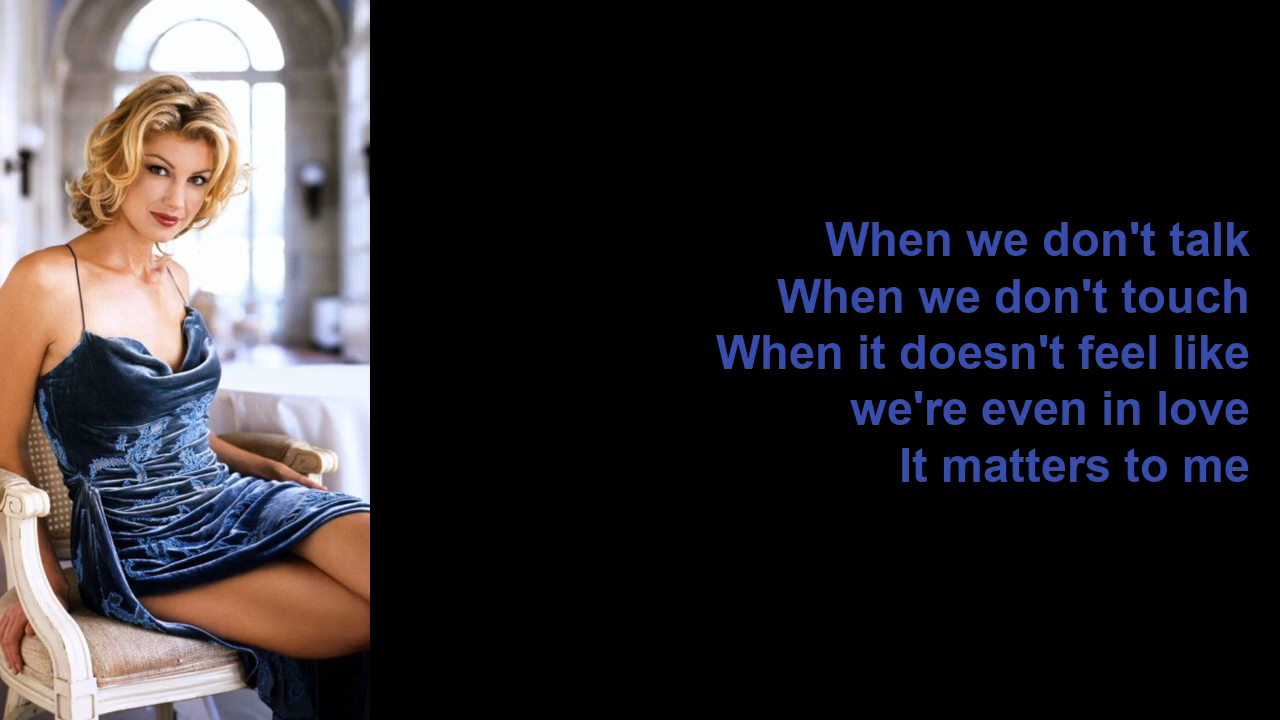 When we don't talk
When we don't touch
When it doesn't feel like
we're even in love
It matters to me